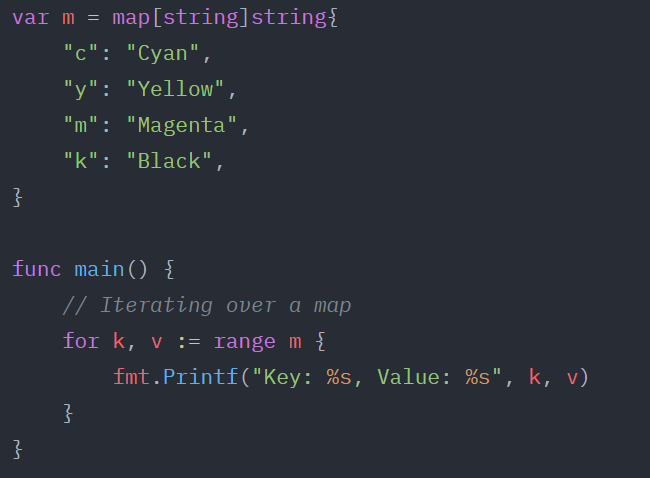 var m = map[string]string{
    "c": "Cyan",
    "y": "Yellow",
    "m": "Magenta",
    "k": "Black",
}

func main() {
    // Iterating over a map
    for k, v := range m {
        fmt.Printf("Key: %s, Value: %s", k, v)
    }
}